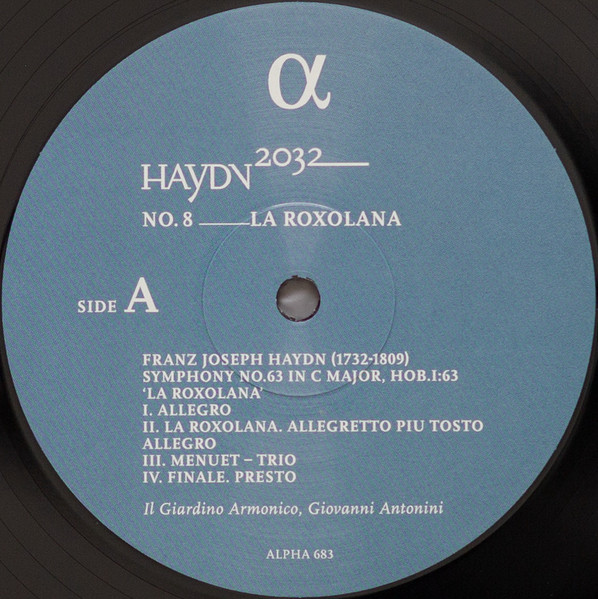 α
HAYDN2032
NO. 8 LA ROXOLANA
SIDE A
FRANZ JOSEPH HAYDN (1732-1809)
SYMPHONY NO.63 IN C MAJOR, HOB.I:63
‘LA ROXOLANA’
I. ALLEGRO
II. LA ROXOLANA. ALLEGRETTO PIU TOSTO
ALLEGRO
III. MENUET – TRIO
IV. FINALE. PRESTO
Il Giardino Armonico, Giovanni Antonini
ALPHA 683